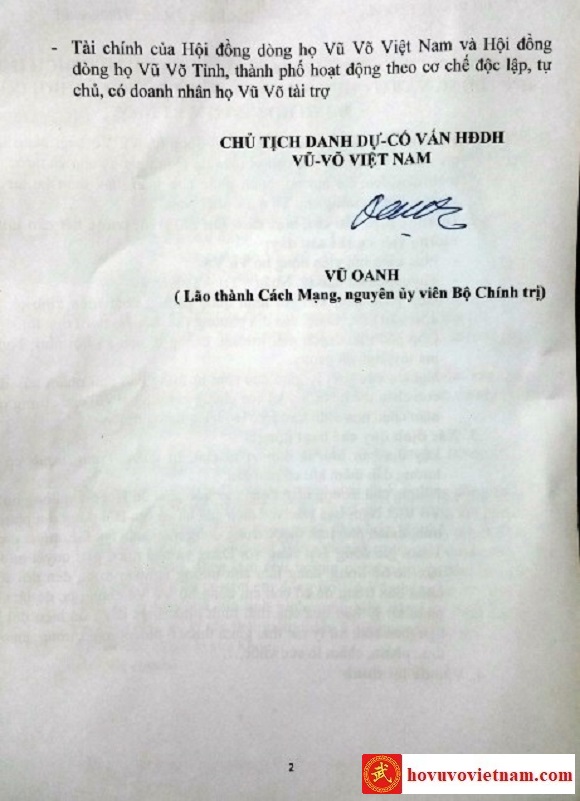 - Tài chính của Hội đồng dòng họ Vũ Võ Việt Nam và Hội đồng
dòng họ Vũ Võ Tỉnh, thành phố hoạt động theo cơ chế độc lập, tự
chủ, có doanh nhân họ Vũ Võ tài trợ
CHỦ TỊCH DANH DỰ-CỐ VẤN HĐDH
VŨ-VÕ VIỆT NAM
VŨ OANH
( Lão thành Cách Mạng, nguyên ủy viên Bộ Chính trị)
2
武
hovuvovietnam.com